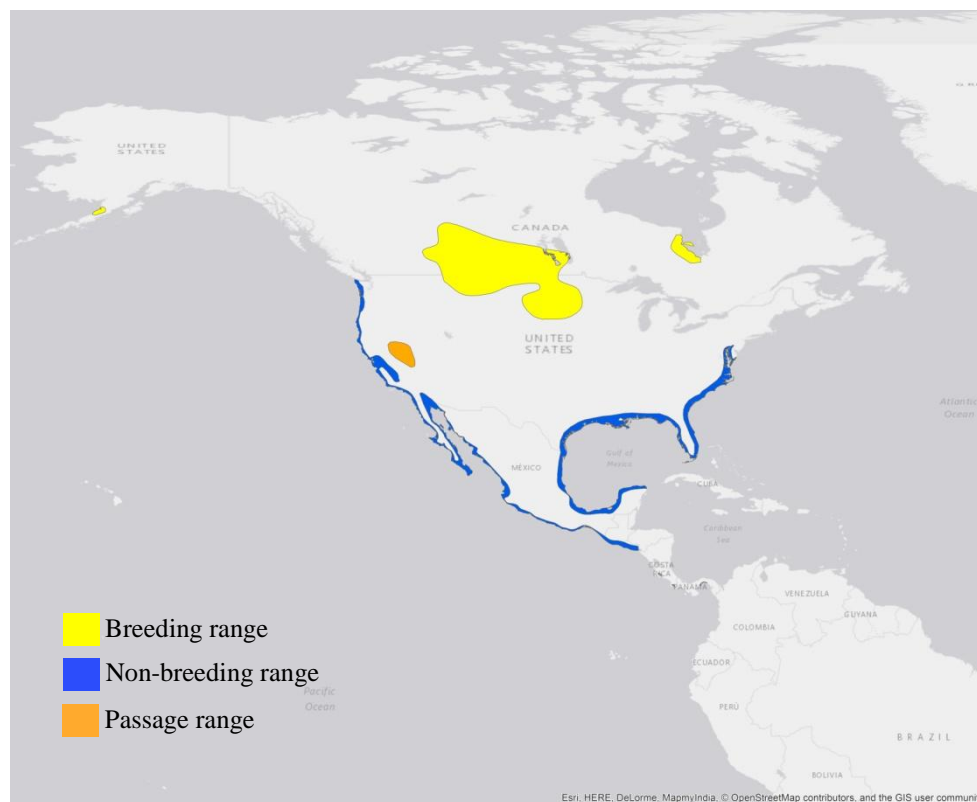 UNITED
STATES
CANADA
UNITED
STATES
Atlantic
Ocean
Gulf of
Mexico
MÉXICO
CUBA
Caribbean
Sea
COSTA
RICA
PANAMA
VENEZUELA
GUYANA
COLOMBIA
ECUADOR
PERÚ
BRAZIL
BOLIVIA
Breeding range
Non-breeding range
Pacific
Ocean
Passage range
Esri, HERE, DeLorme, MapmyIndia, © OpenStreetMap contributors, and the GIS user commun